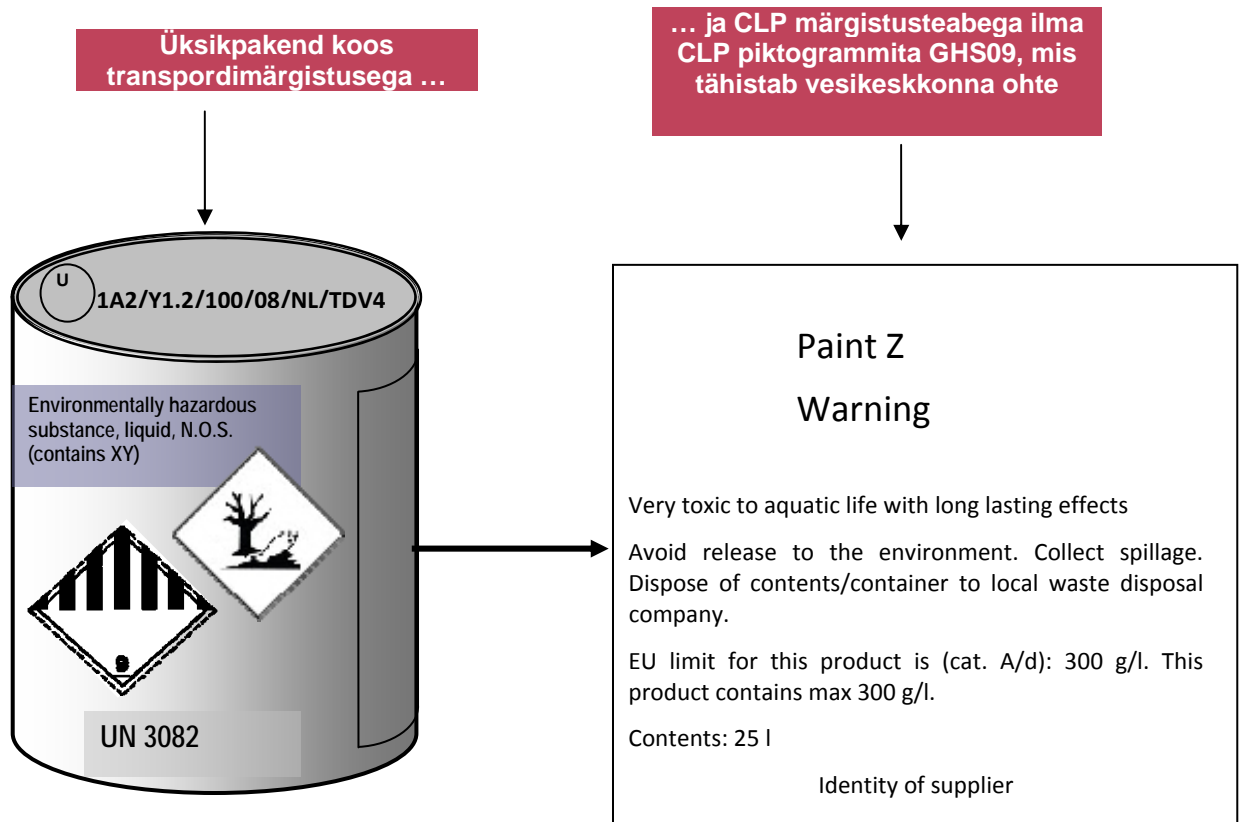 Üksikpakend koos
transpordimärgistusega …
… ja CLP märgistusteabega ilma
CLP piktogrammita GHS09, mis
tähistab vesikeskkonna ohte
U
1A2/Y1.2/100/08/NL/TDV4
Environmentally hazardous
substance, liquid, N.O.S.
(contains XY)
9
UN 3082
Paint Z
Warning
Very toxic to aquatic life with long lasting effects
Avoid release to the environment. Collect spillage.
Dispose of contents/container to local waste disposal
company.
EU limit for this product is (cat. A/d): 300 g/l. This
product contains max 300 g/l.
Contents: 25 l
Identity of supplier